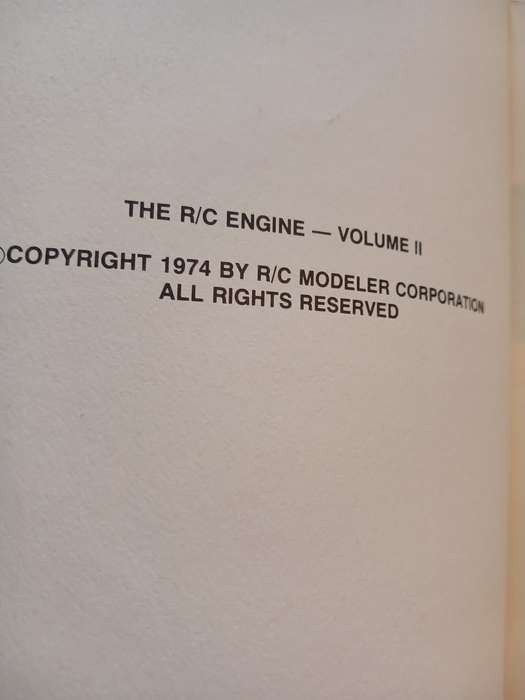 THE R/C ENGINE — VOLUME II
©COPYRIGHT 1974 BY R/C MODELER CORPORATION
ALL RIGHTS RESERVED